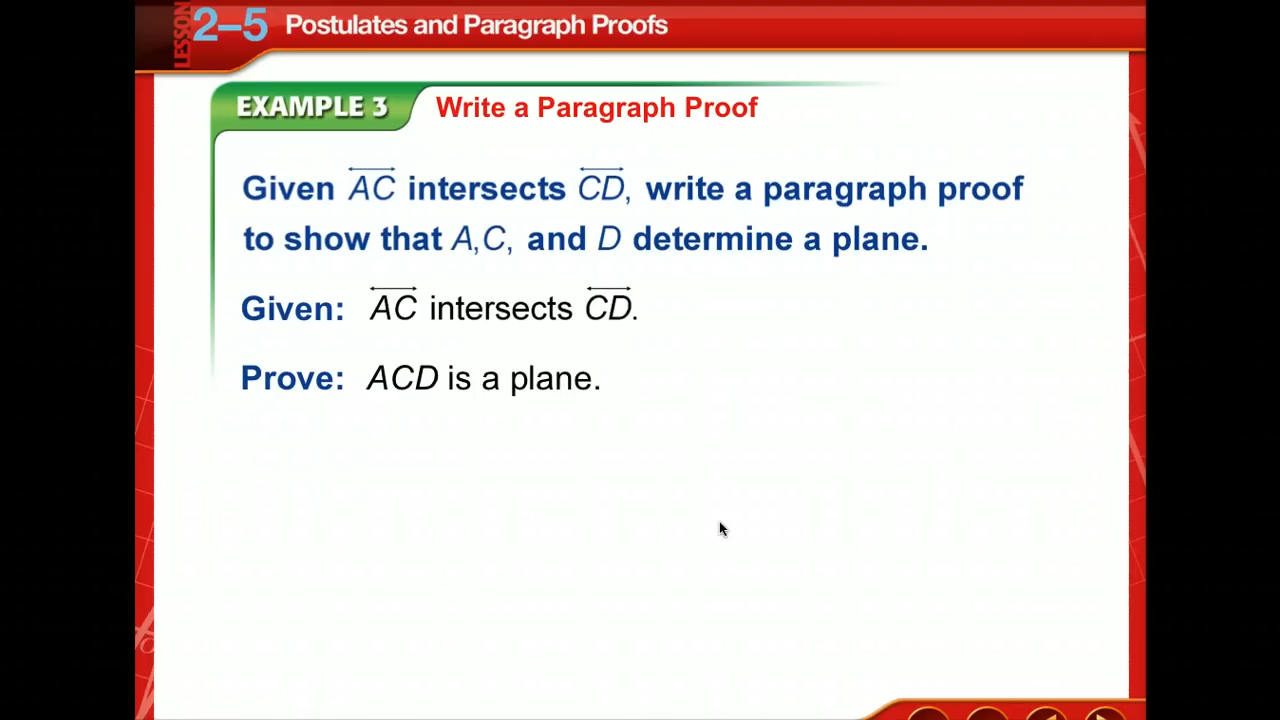 LESSON 2–5 Postulates and Paragraph Proofs
EXAMPLE 3 Write a Paragraph Proof
Given AC intersects CD, write a paragraph proof
to show that A,C, and D determine a plane.
Given: AC intersects CD.
Prove: ACD is a plane.